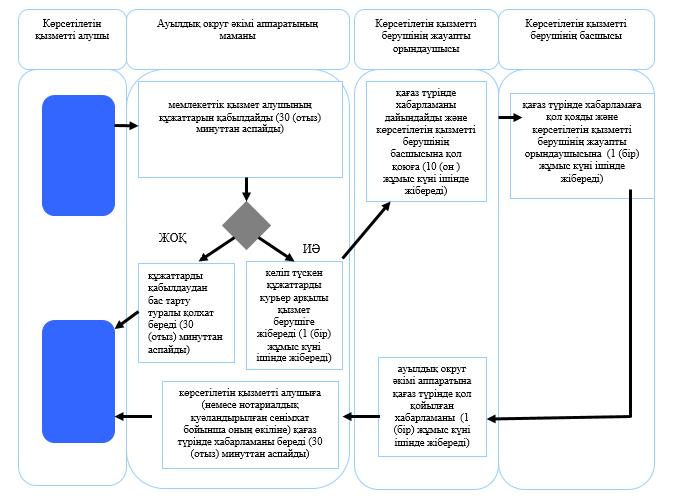 Көрсетілетін
қызметті алушы
Ауылдық округ әкімі аппаратының
маманы
Көрсетілетін қызметті
берушінің жауапты
орындаушысы
Көрсетілетін қызметті
берушінің басшысы
мемлекеттік қызмет алушының
құжаттарын қабылдайды (30 (отыз)
минуттан аспайды)
қағаз түрінде
хабарламаны
дайындайды және
көрсетілетін қызметті
берушінің
басшысына қол
қоюға (10 (он )
жұмыс күні ішінде
жібереді)
қағаз түрінде хабарламаға
қол қояды және
көрсетілетін қызметті
берушінің жауапты
орындаушысына (1 (бір)
жұмыс күні ішінде
жібереді)
ЖОҚ
ИӘ
құжаттарды
қабылдаудан
бас тарту
туралы қолхат
береді (30
(отыз) минуттан
аспайды)
келіп түскен
құжаттарды
курьер арқылы
қызмет
берушіге
жібереді (1 (бір)
жұмыс күні
ішінде жібереді)
ауылдық округ
әкімі аппаратына
қағаз түрінде қол
қойылған
хабарламаны (1
(бір) жұмыс күні
ішінде жібереді)
көрсетілетін қызметті алушыға
(немесе нотариалдық
куәландырылған сенімхат
бойынша оның өкіліне) қағаз
түрінде хабарламаны береді (30
(отыз) минуттан аспайды)